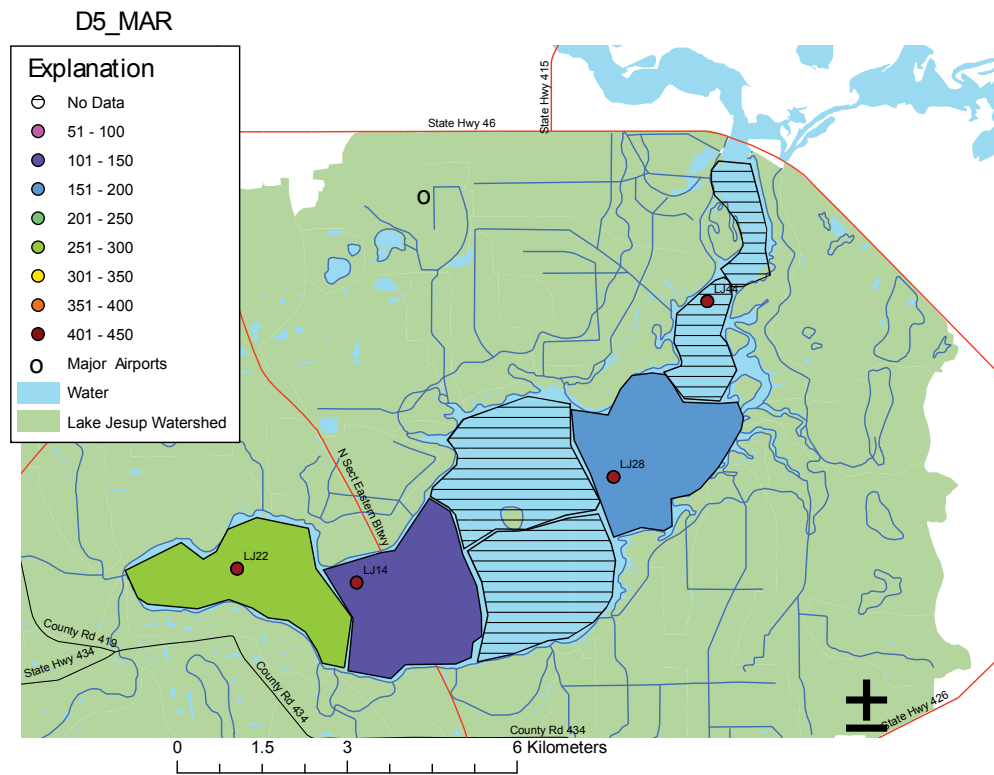 D5_MAR
Explanation
No Data
51 - 100
101 - 150
151 - 200
201 - 250
251 - 300
301 - 350
351 - 400
401 - 450
O Major Airports
Water
Lake Jesup Watershed
State Hwy 46
State Hwy 415
O
LJ44
LJ28
N Sect Eastern Bltwy
LJ22
LJ14
County Rd 419
State Hwy 434
County Rd 434
County Rd 434
State Hwy 426
±
0 1.5 3 6 Kilometers